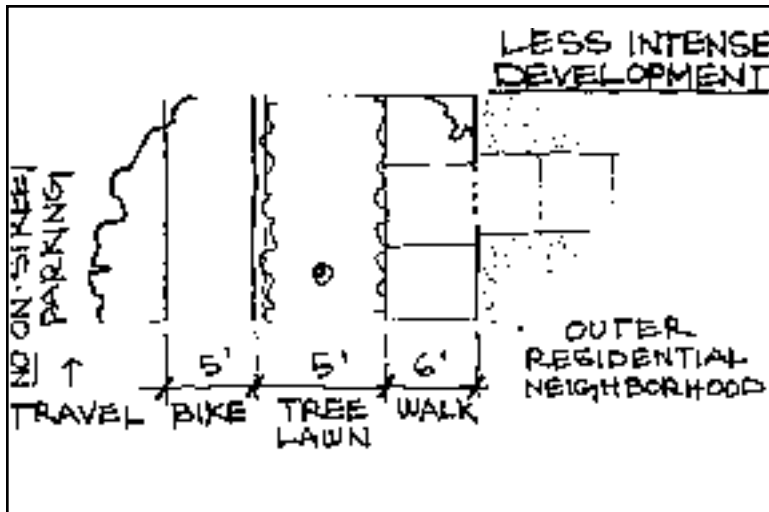 LESS INTENSE
DEVELOPMENT
NO ON-STREET
PARKING
5'
5'
6'
OUTER
RESIDENTIAL
NEIGHBORHOOD
TRAVEL
BIKE
TREE
LAWN
WALK